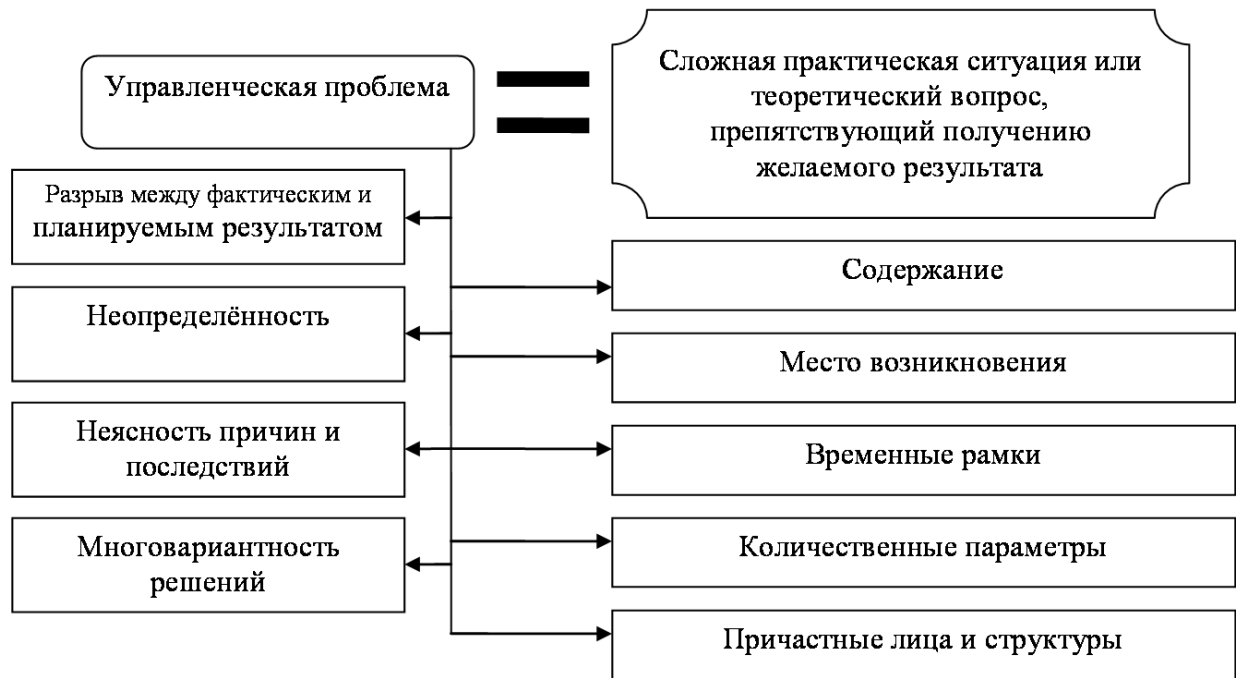 Управленческая проблема
Сложная практическая ситуация или
теоретический вопрос,
препятствующий получению
желаемого результата
Разрыв между фактическим и
планируемым результатом
Неопределённость
Неясность причин и
последствий
Многовариантность
решений
Содержание
Место возникновения
Временные рамки
Количественные параметры
Причастные лица и структуры